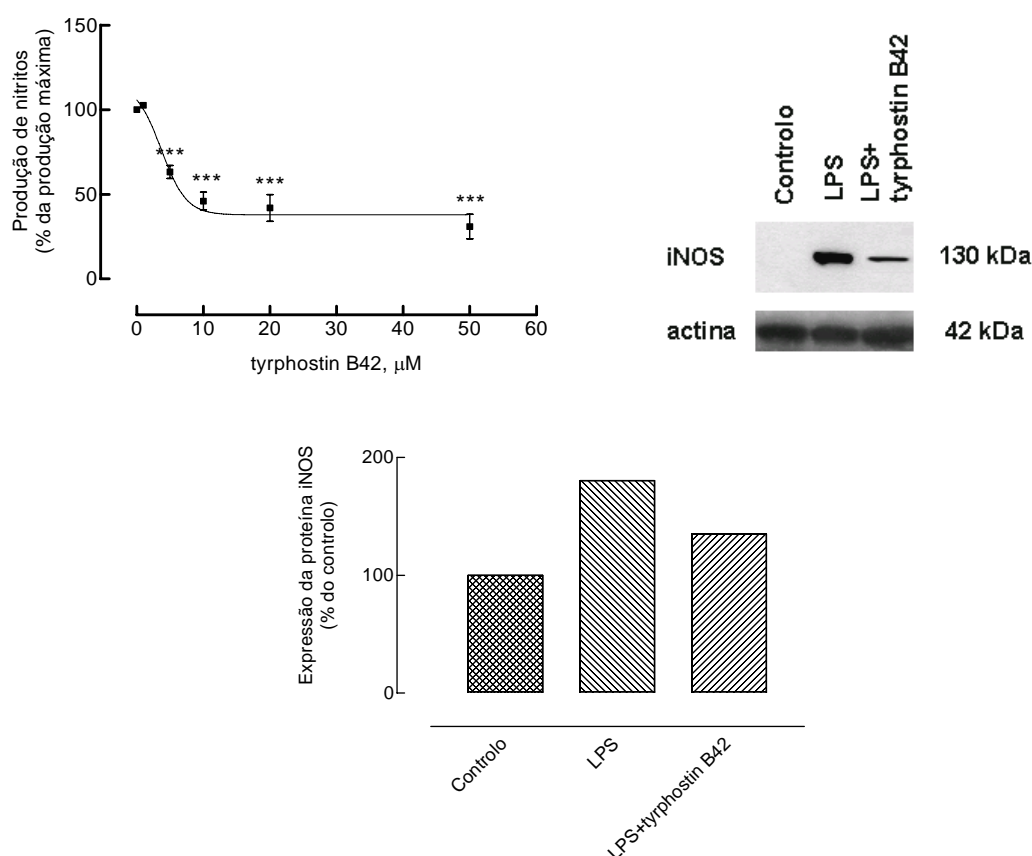 Produção de nitritos
(% da produção máxima)
150
100
50
0
***
***
***
***
0 10 20 30 40 50 60
tyrphostin B42, μM
Controlo
LPS
LPS+
tyrphostin B42
iNOS
130 kDa
actina
42 kDa
Expressão da proteína iNOS
(% do controlo)
200
100
0
Controlo
LPS
LPS+tyrphostin B42